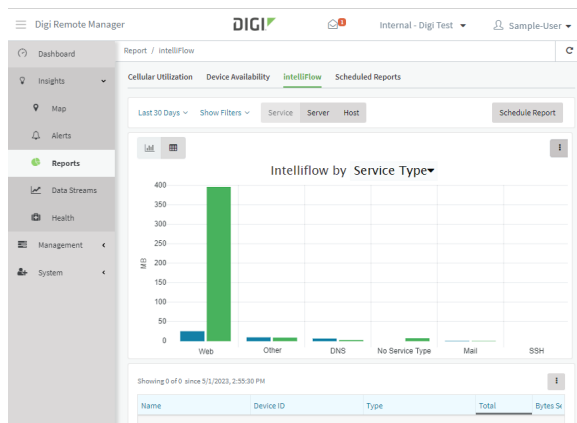 Digi Remote Manager
DIGI
1
Internal - Digi Test
Sample-User
Dashboard
Report / intelliFlow
Insights
Cellular Utilization Device Availability intelliFlow Scheduled Reports
Map
Last 30 Days Show Filters Service Server Host Schedule Report
Alerts
Reports
Data Streams
Health
Management
System
Intelliflow by Service Type
400
350
300
250
200
150
100
50
0
MB
Web Other DNS No Service Type Mail SSH
Showing 0 of 0 since 5/1/2023, 2:55:30 PM
Name Device ID Type Total Bytes Se